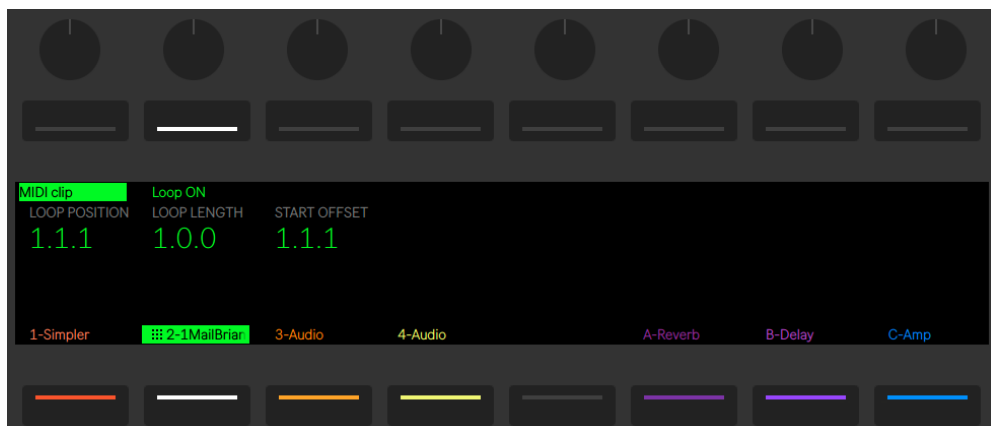 MIDI clip Loop ON
LOOP POSITION LOOP LENGTH START OFFSET
1.1.1 1.0.0 1.1.1
1-Simpler 2-1MailBrian 3-Audio 4-Audio A-Reverb B-Delay C-Amp